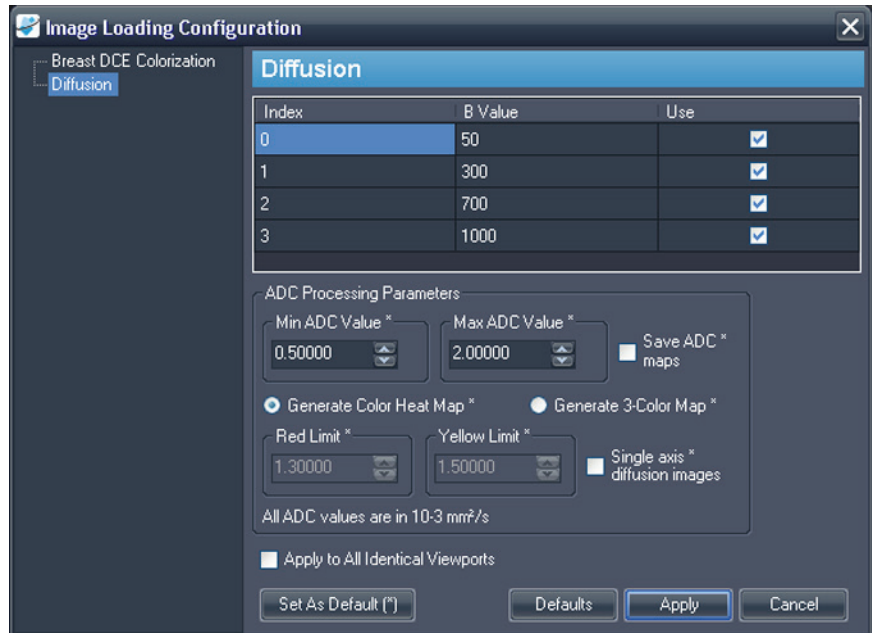 Image Loading Configuration
Breast DCE Colorization
Diffusion
Diffusion
Index B Value Use
0 50
1 300
2 700
3 1000
ADC Processing Parameters
Min ADC Value * Max ADC Value *
0.50000 2.00000 Save ADC *
maps
Generate Color Heat Map * Generate 3-Color Map *
Red Limit * Yellow Limit *
1.30000 1.50000 Single axis *
diffusion images
All ADC values are in 10-3 mm²/s
Apply to All Identical Viewports
Set As Default (*) Defaults Apply Cancel